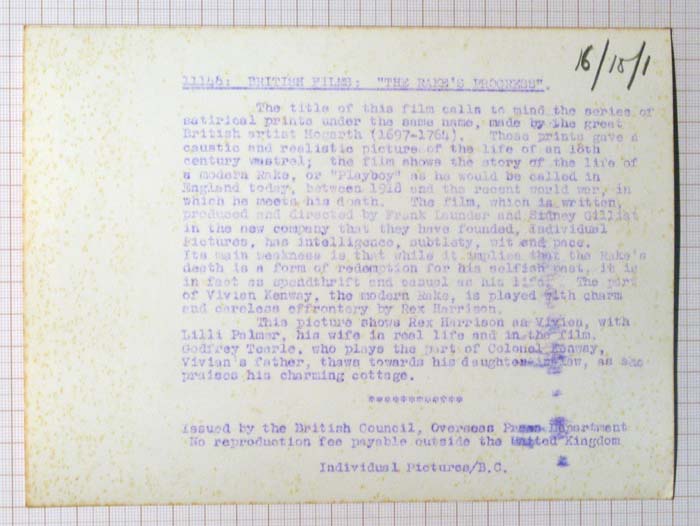 16/18/1
11148: BRITISH FILMS: "THE RAKE'S PROGRESS".
The title of this film calls to mind the series of
satirical prints under the same name, made by the great
British artist Hogarth (1697-1764). These prints gave a
caustic and realistic picture of the life of an 18th
century wastrel; the film shows the story of the life of
a modern Rake, or "Playboy" as he would be called in
England today, between 1918 and the recent world war, in
which he meets his death. The film, which is written,
produced and directed by Frank Launder and Sidney Gilliat
in the new company that they have founded, Individual
Pictures, has intelligence, subtlety, wit and pace.
Its main weakness is that while it implies that the Rake's
death is a form of redemption for his selfish past, it is
in fact as spendthrift and casual as his life. The part
of Vivien Kenway, the modern Rake, is played with charm
and careless effrontery by Rex Harrison.
This picture shows Rex Harrison as Vivien, with
Lilli Palmer, his wife in real life and in the film.
Godfrey Tearle, who plays the part of Colonel Kenway,
Vivian's father, thaws towards his daughter-in-law, as she
praises his charming cottage.
*************
Issued by the British Council, Overseas Press Department
No reproduction fee payable outside the United Kingdom
Individual Pictures/B.C.